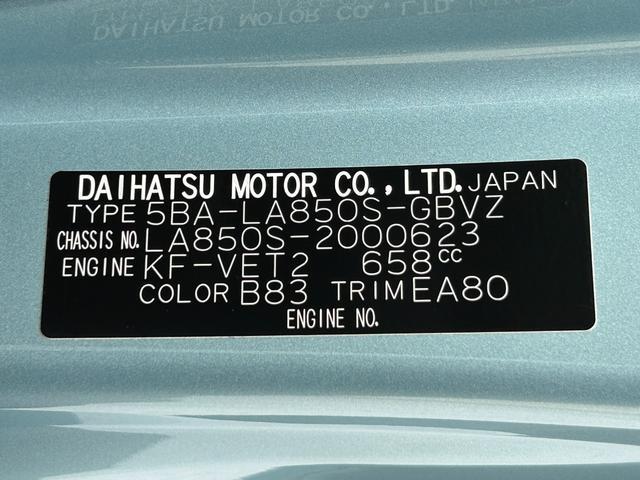 DAIHATSU MOTOR CO., LTD. JAPAN
TYPE 5BA-LA850S-GBVZ
CHASSIS NO. LA850S-2000623
ENGINE KF-VET2 658cc
COLOR B83 TRIM EA80
ENGINE NO.